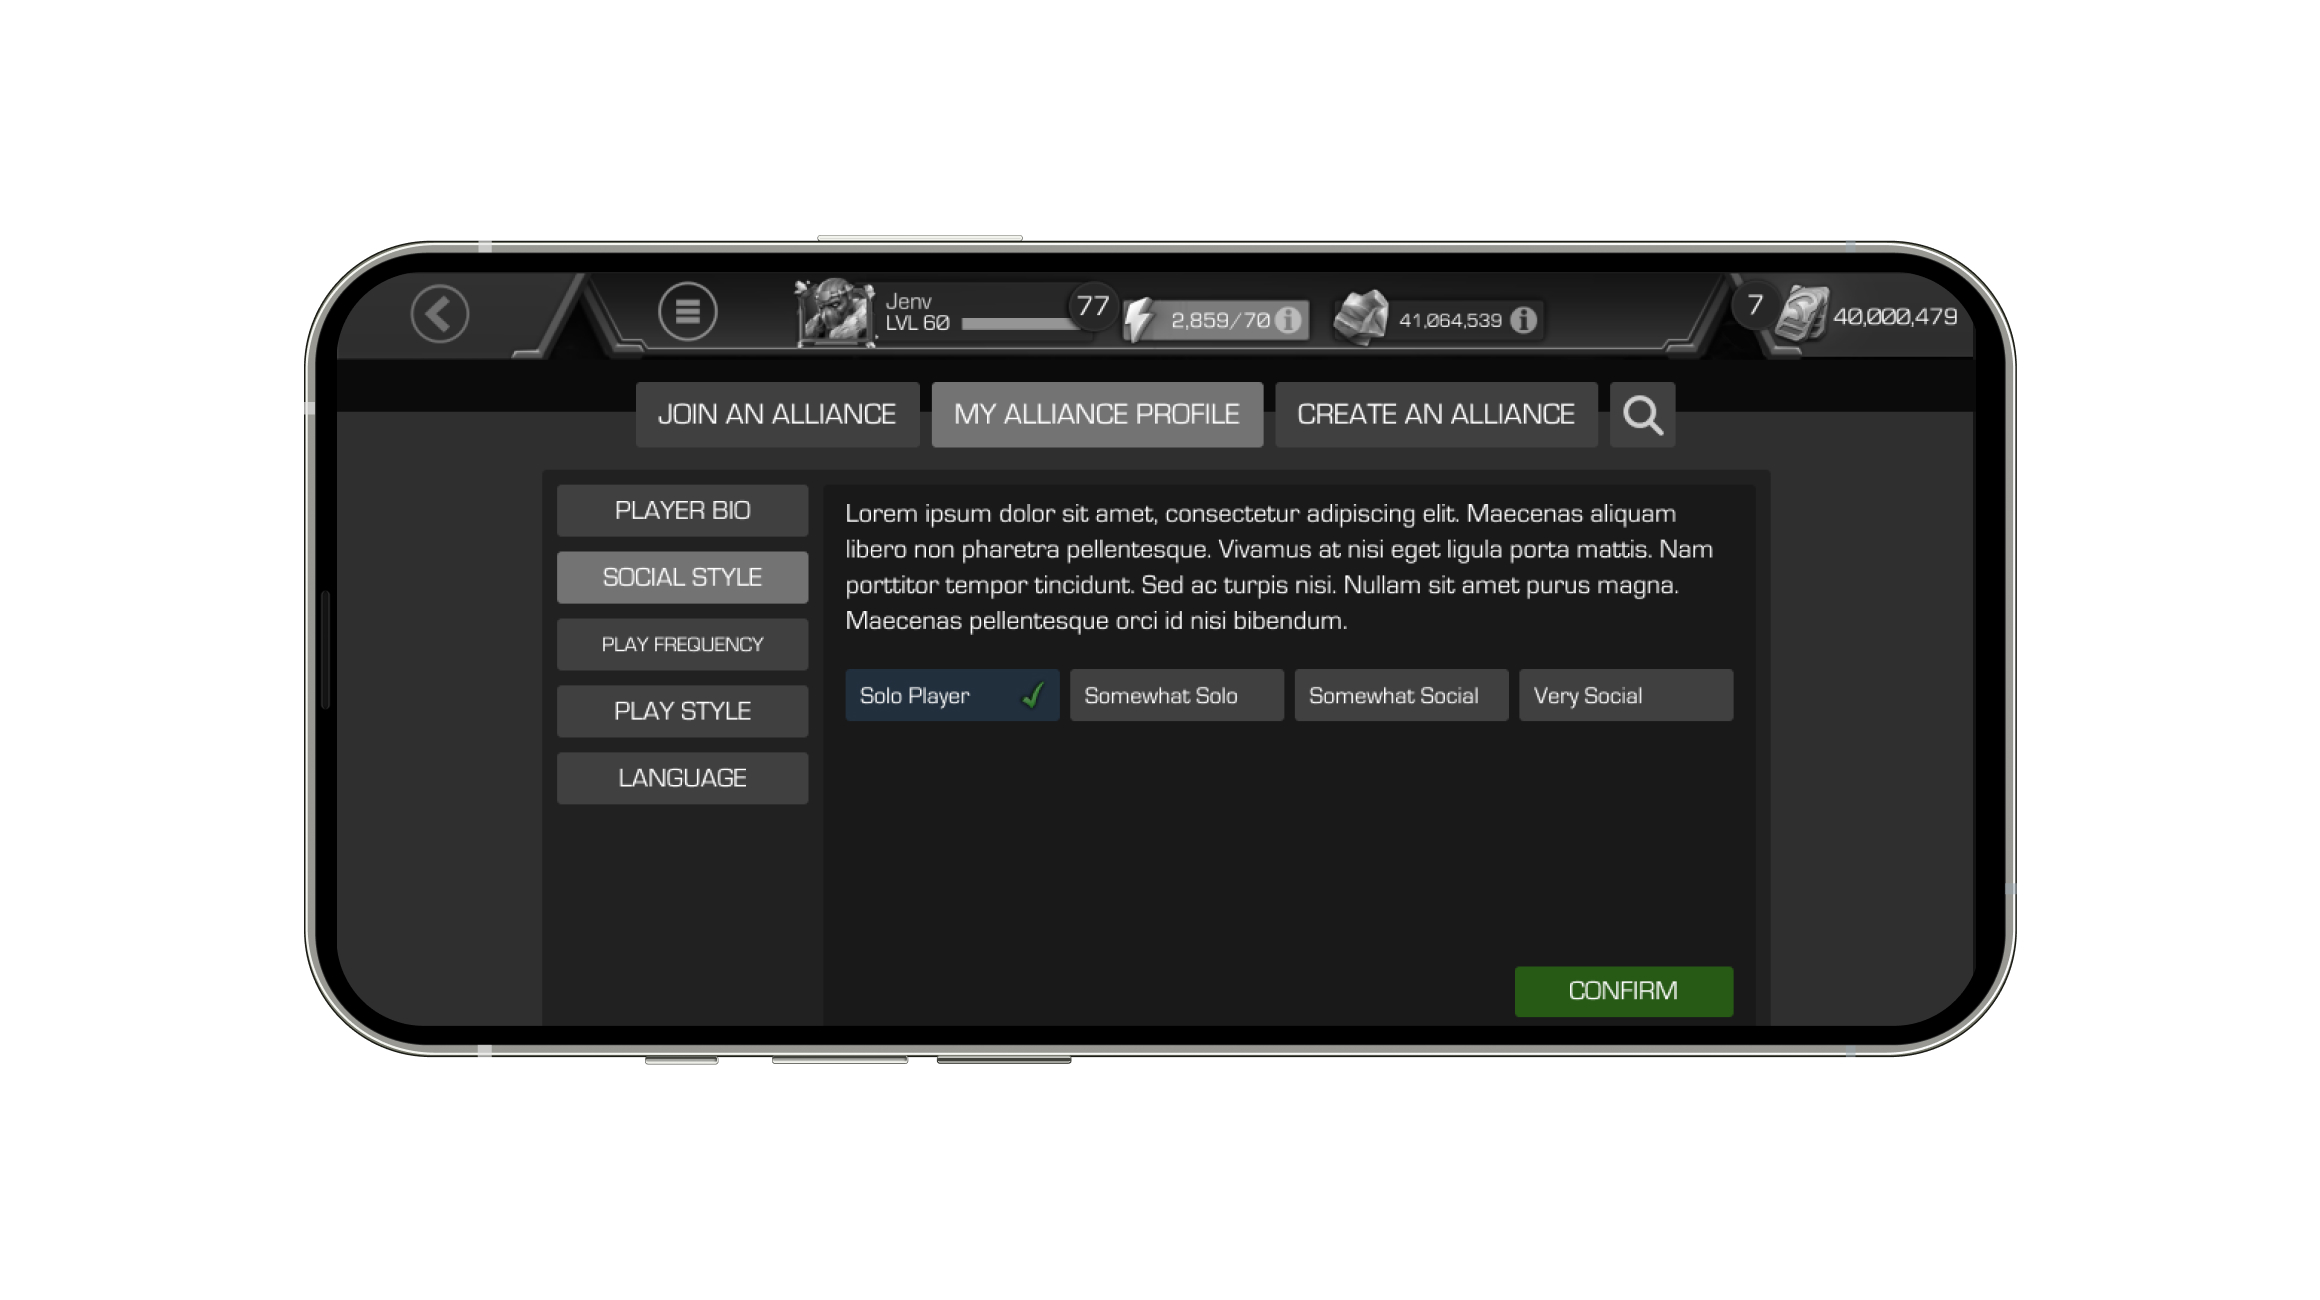 Jenv
LVL 60
77
2,859/70
41,064,539
7
40,000,479
JOIN AN ALLIANCE
MY ALLIANCE PROFILE
CREATE AN ALLIANCE
PLAYER BIO
SOCIAL STYLE
PLAY FREQUENCY
PLAY STYLE
LANGUAGE
Lorem ipsum dolor sit amet, consectetur adipiscing elit. Maecenas aliquam
libero non pharetra pellentesque. Vivamus at nisi eget ligula porta mattis. Nam
porttitor tempor tincidunt. Sed ac turpis nisi. Nullam sit amet purus magna.
Maecenas pellentesque orci id nisi bibendum.
Solo Player
Somewhat Solo
Somewhat Social
Very Social
CONFIRM